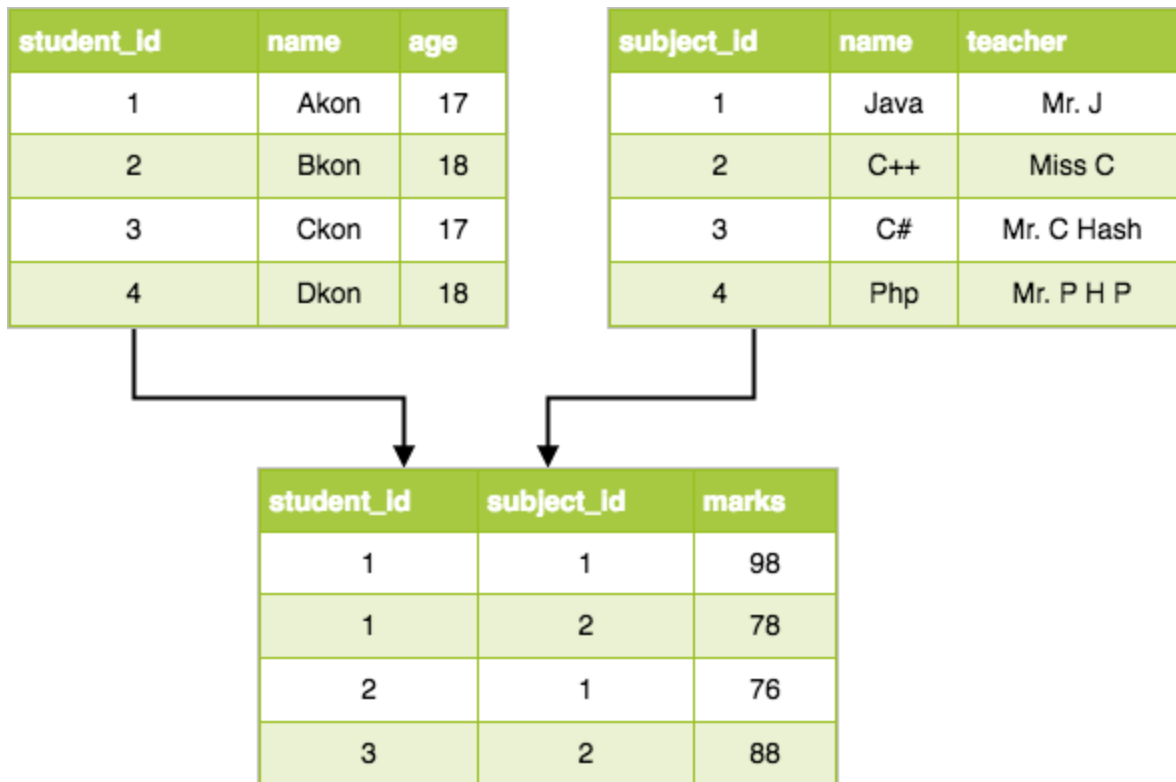 student_id name age
1 Akon 17
2 Bkon 18
3 Ckon 17
4 Dkon 18
subject_id name teacher
1 Java Mr. J
2 C++ Miss C
3 C# Mr. C Hash
4 Php Mr. P H P
student_id subject_id marks
1 1 98
1 2 78
2 1 76
3 2 88